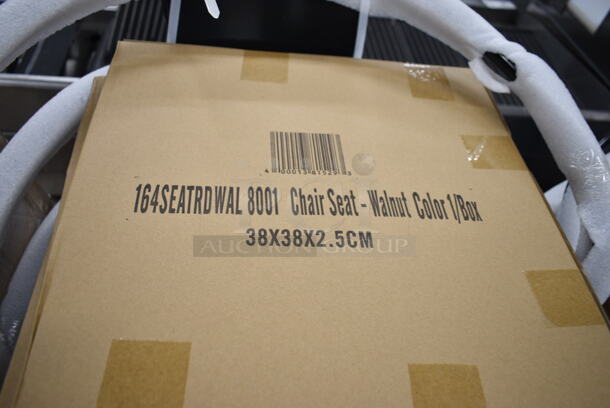 164SEATRDWAL 8001 Chair Seat - Walnut Color 1/Box
38X38X2.5CM
AUCTION GROUP